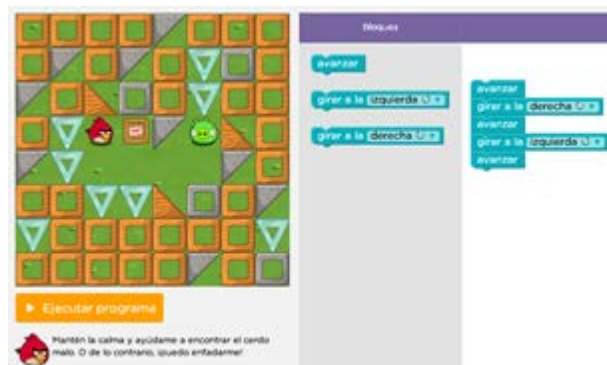 Bloques
avanzar
girar a la izquierda ↺ ▾
girar a la derecha ↻ ▾
avanzar
girar a la derecha ↻ ▾
avanzar
girar a la izquierda ↺ ▾
avanzar
Ejecutar programa
Mantén la calma y ayúdame a encontrar el cerdo
malo. O de lo contrario, ¡puedo enfadarme!